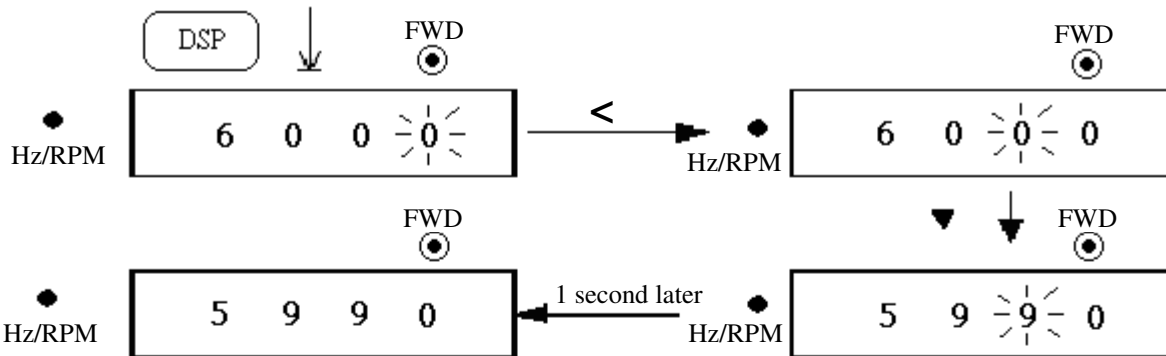 DSP
FWD
Hz/RPM
6 0 0 0
<
FWD
Hz/RPM
6 0 0 0
FWD
Hz/RPM
5 9 9 0
1 second later
FWD
Hz/RPM
5 9 9 0